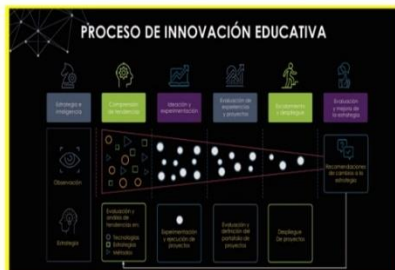 PROCESO DE INNOVACIÓN EDUCATIVA
Estrategia e
inteligencia
Comprensión
de tendencias
Ideación y
experimentación
Evaluación de
experiencias
y proyectos
y despliegue
Evaluación
y mejora de
la estrategia
Observación
Estrategia
Recomendaciones
de cambios a la
estrategia
Evaluación y
análisis de
tendencias en:
Tecnologías
Estrategias
Métodos
Experimentación
y ejecución de
proyectos
Evaluación y
definición del
portafolio de
proyectos
Despliegue
De proyectos